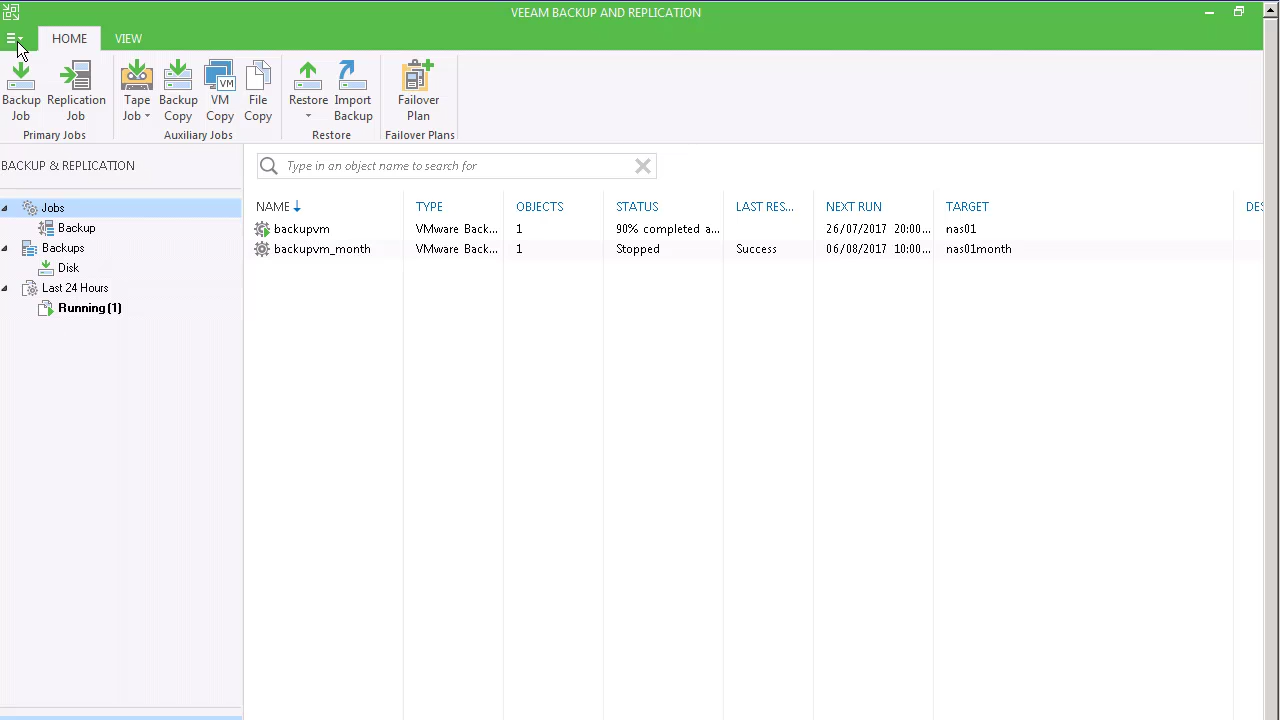 VEEAM BACKUP AND REPLICATION
HOME VIEW
Backup Job Replication Job Tape Job Backup Copy VM Copy File Copy Restore Import Backup Failover Plan
VM
Primary Jobs Auxiliary Jobs Restore Failover Plans
BACKUP & REPLICATION
Type in an object name to search for
Jobs
Backup
Backups
Disk
Last 24 Hours
Running (1)
NAME TYPE OBJECTS STATUS LAST RES... NEXT RUN TARGET DES
backupvm VMware Back... 1 90% completed a... 26/07/2017 20:00... nas01
backupvm_month VMware Back... 1 Stopped Success 06/08/2017 10:00... nas01month